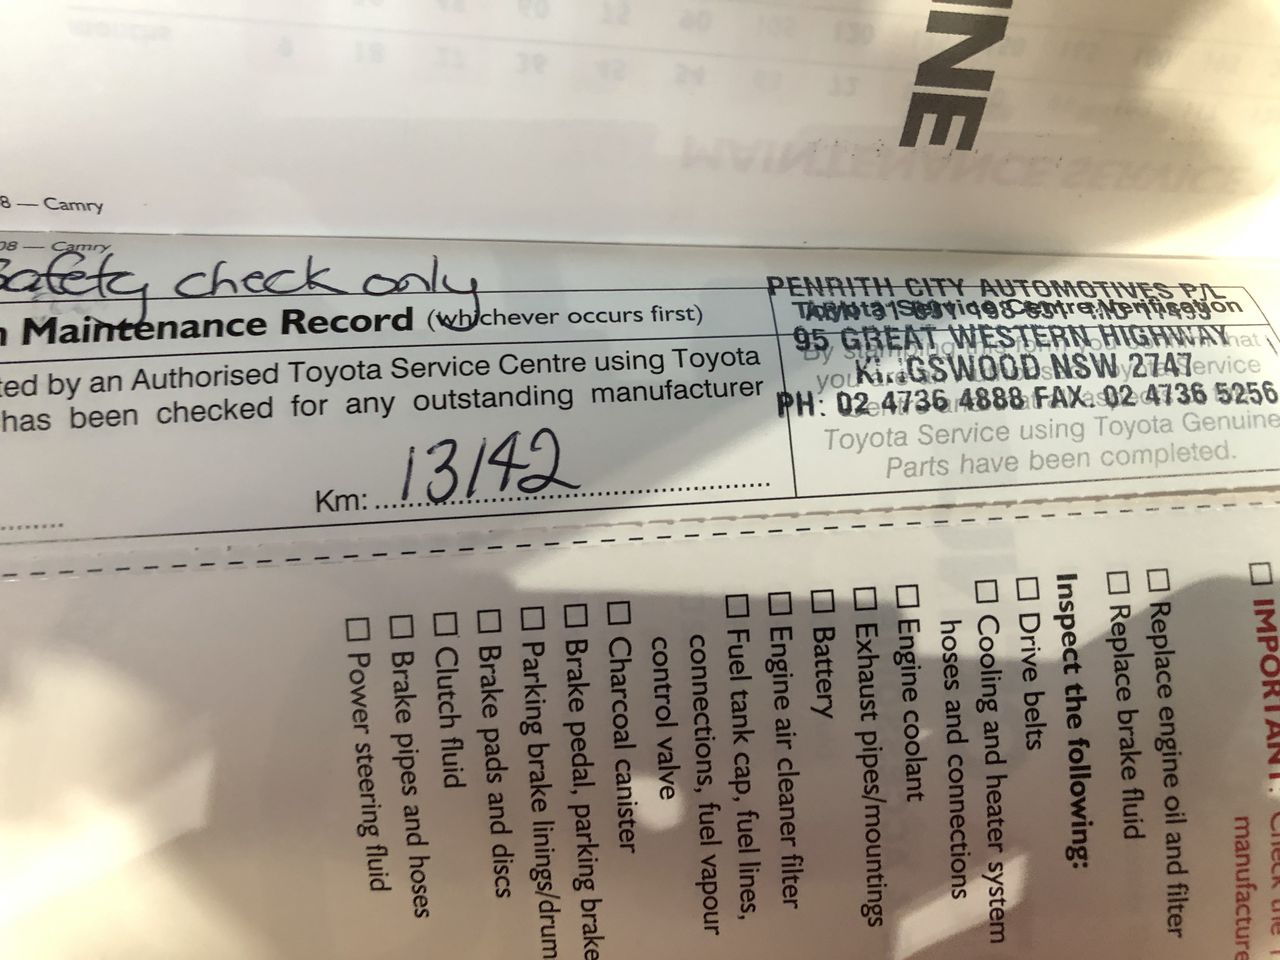 INE
8 — Camry
08 — Camry
Safety check only
Maintenance Record (whichever occurs first)
ted by an Authorised Toyota Service Centre using Toyota
has been checked for any outstanding manufacturer
Km: 13142
PENRITH CITY AUTOMOTIVES P/L
Toyota Service Centre Verification
95 GREAT WESTERN HIGHWAY
KINGSWOOD NSW 2747
PH: 02 4736 4888 FAX. 02 4736 5256
Toyota Service using Toyota Genuine
Parts have been completed.
IMPORTANT:
manufacture
Replace engine oil and filter
Replace brake fluid
Inspect the following:
Drive belts
Cooling and heater system
hoses and connections
Engine coolant
Exhaust pipes/mountings
Battery
Engine air cleaner filter
Fuel tank cap, fuel lines,
connections, fuel vapour
control valve
Charcoal canister
Brake pedal, parking brake
Parking brake linings/drum
Brake pads and discs
Clutch fluid
Brake pipes and hoses
Power steering fluid